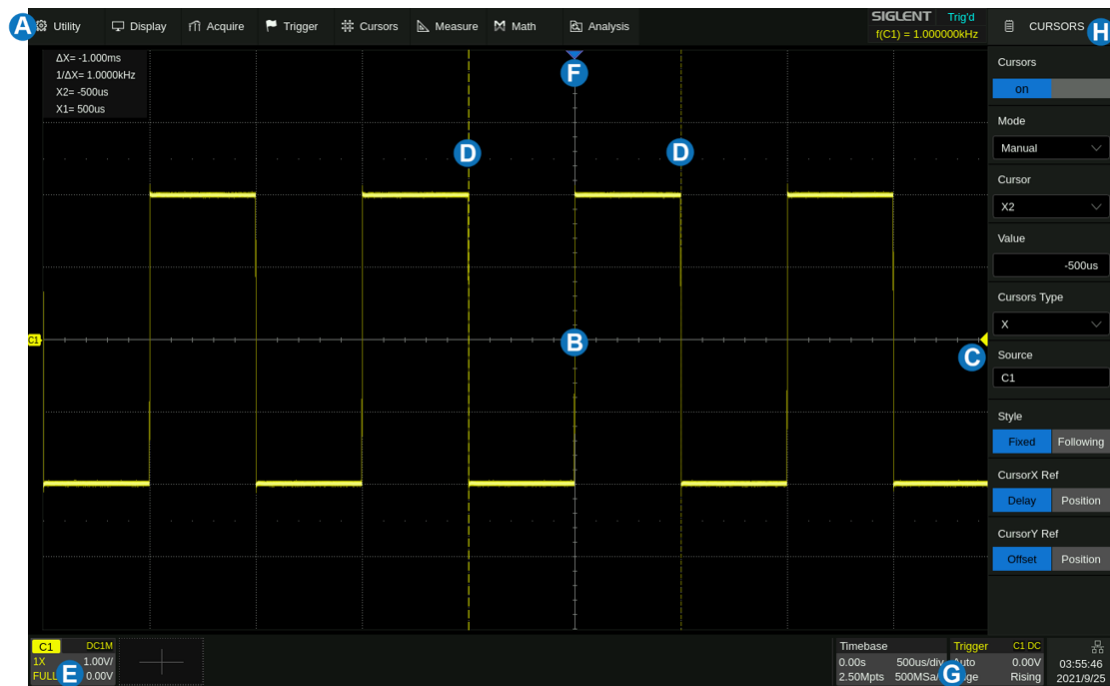 A Utility Display Acquire Trigger Cursors Measure Math Analysis
SIGLENT Trig'd
f(C1) = 1.000000kHz
CURSORS H
ΔX= -1.000ms
1/ΔX= 1.0000kHz
X2= -500us
X1= 500us
F
D D
B
C
C1
Cursors
on
Mode
Manual
Cursor
X2
Value
-500us
Cursors Type
X
Source
C1
Style
Fixed Following
CursorX Ref
Delay Position
CursorY Ref
Offset Position
C1 DC1M
1X 1.00V/
FULL E 0.00V
Timebase
0.00s 500us/div
2.50Mpts 500MSa/
G
Trigger C1 DC
Auto 0.00V
Rising
03:55:46
2021/9/25